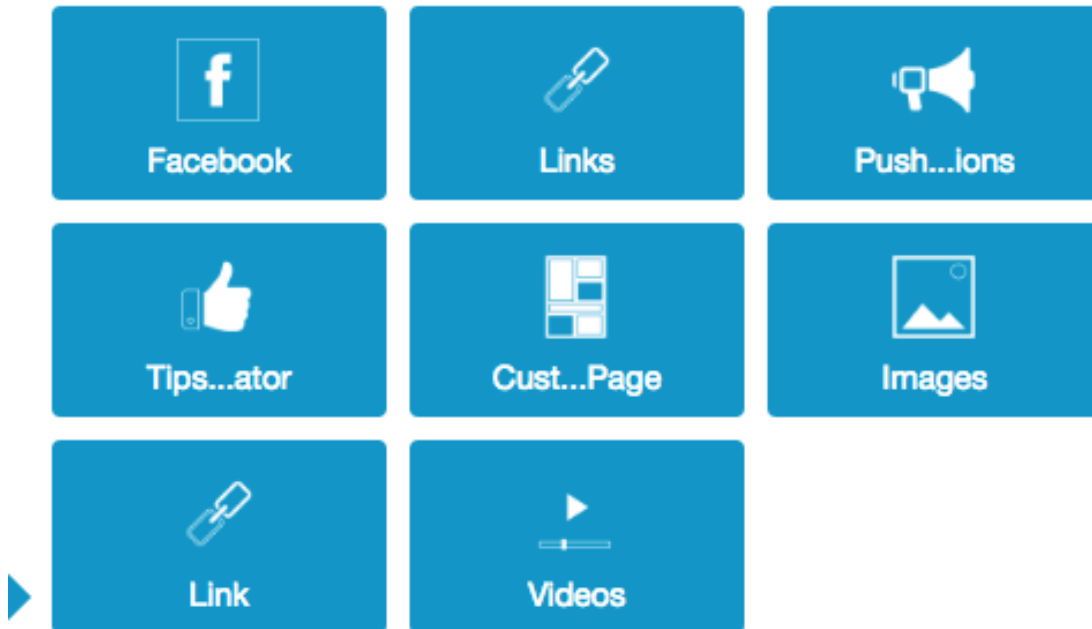 Facebook
Links
Push...ions
Tips...ator
Cust...Page
Images
Link
Videos